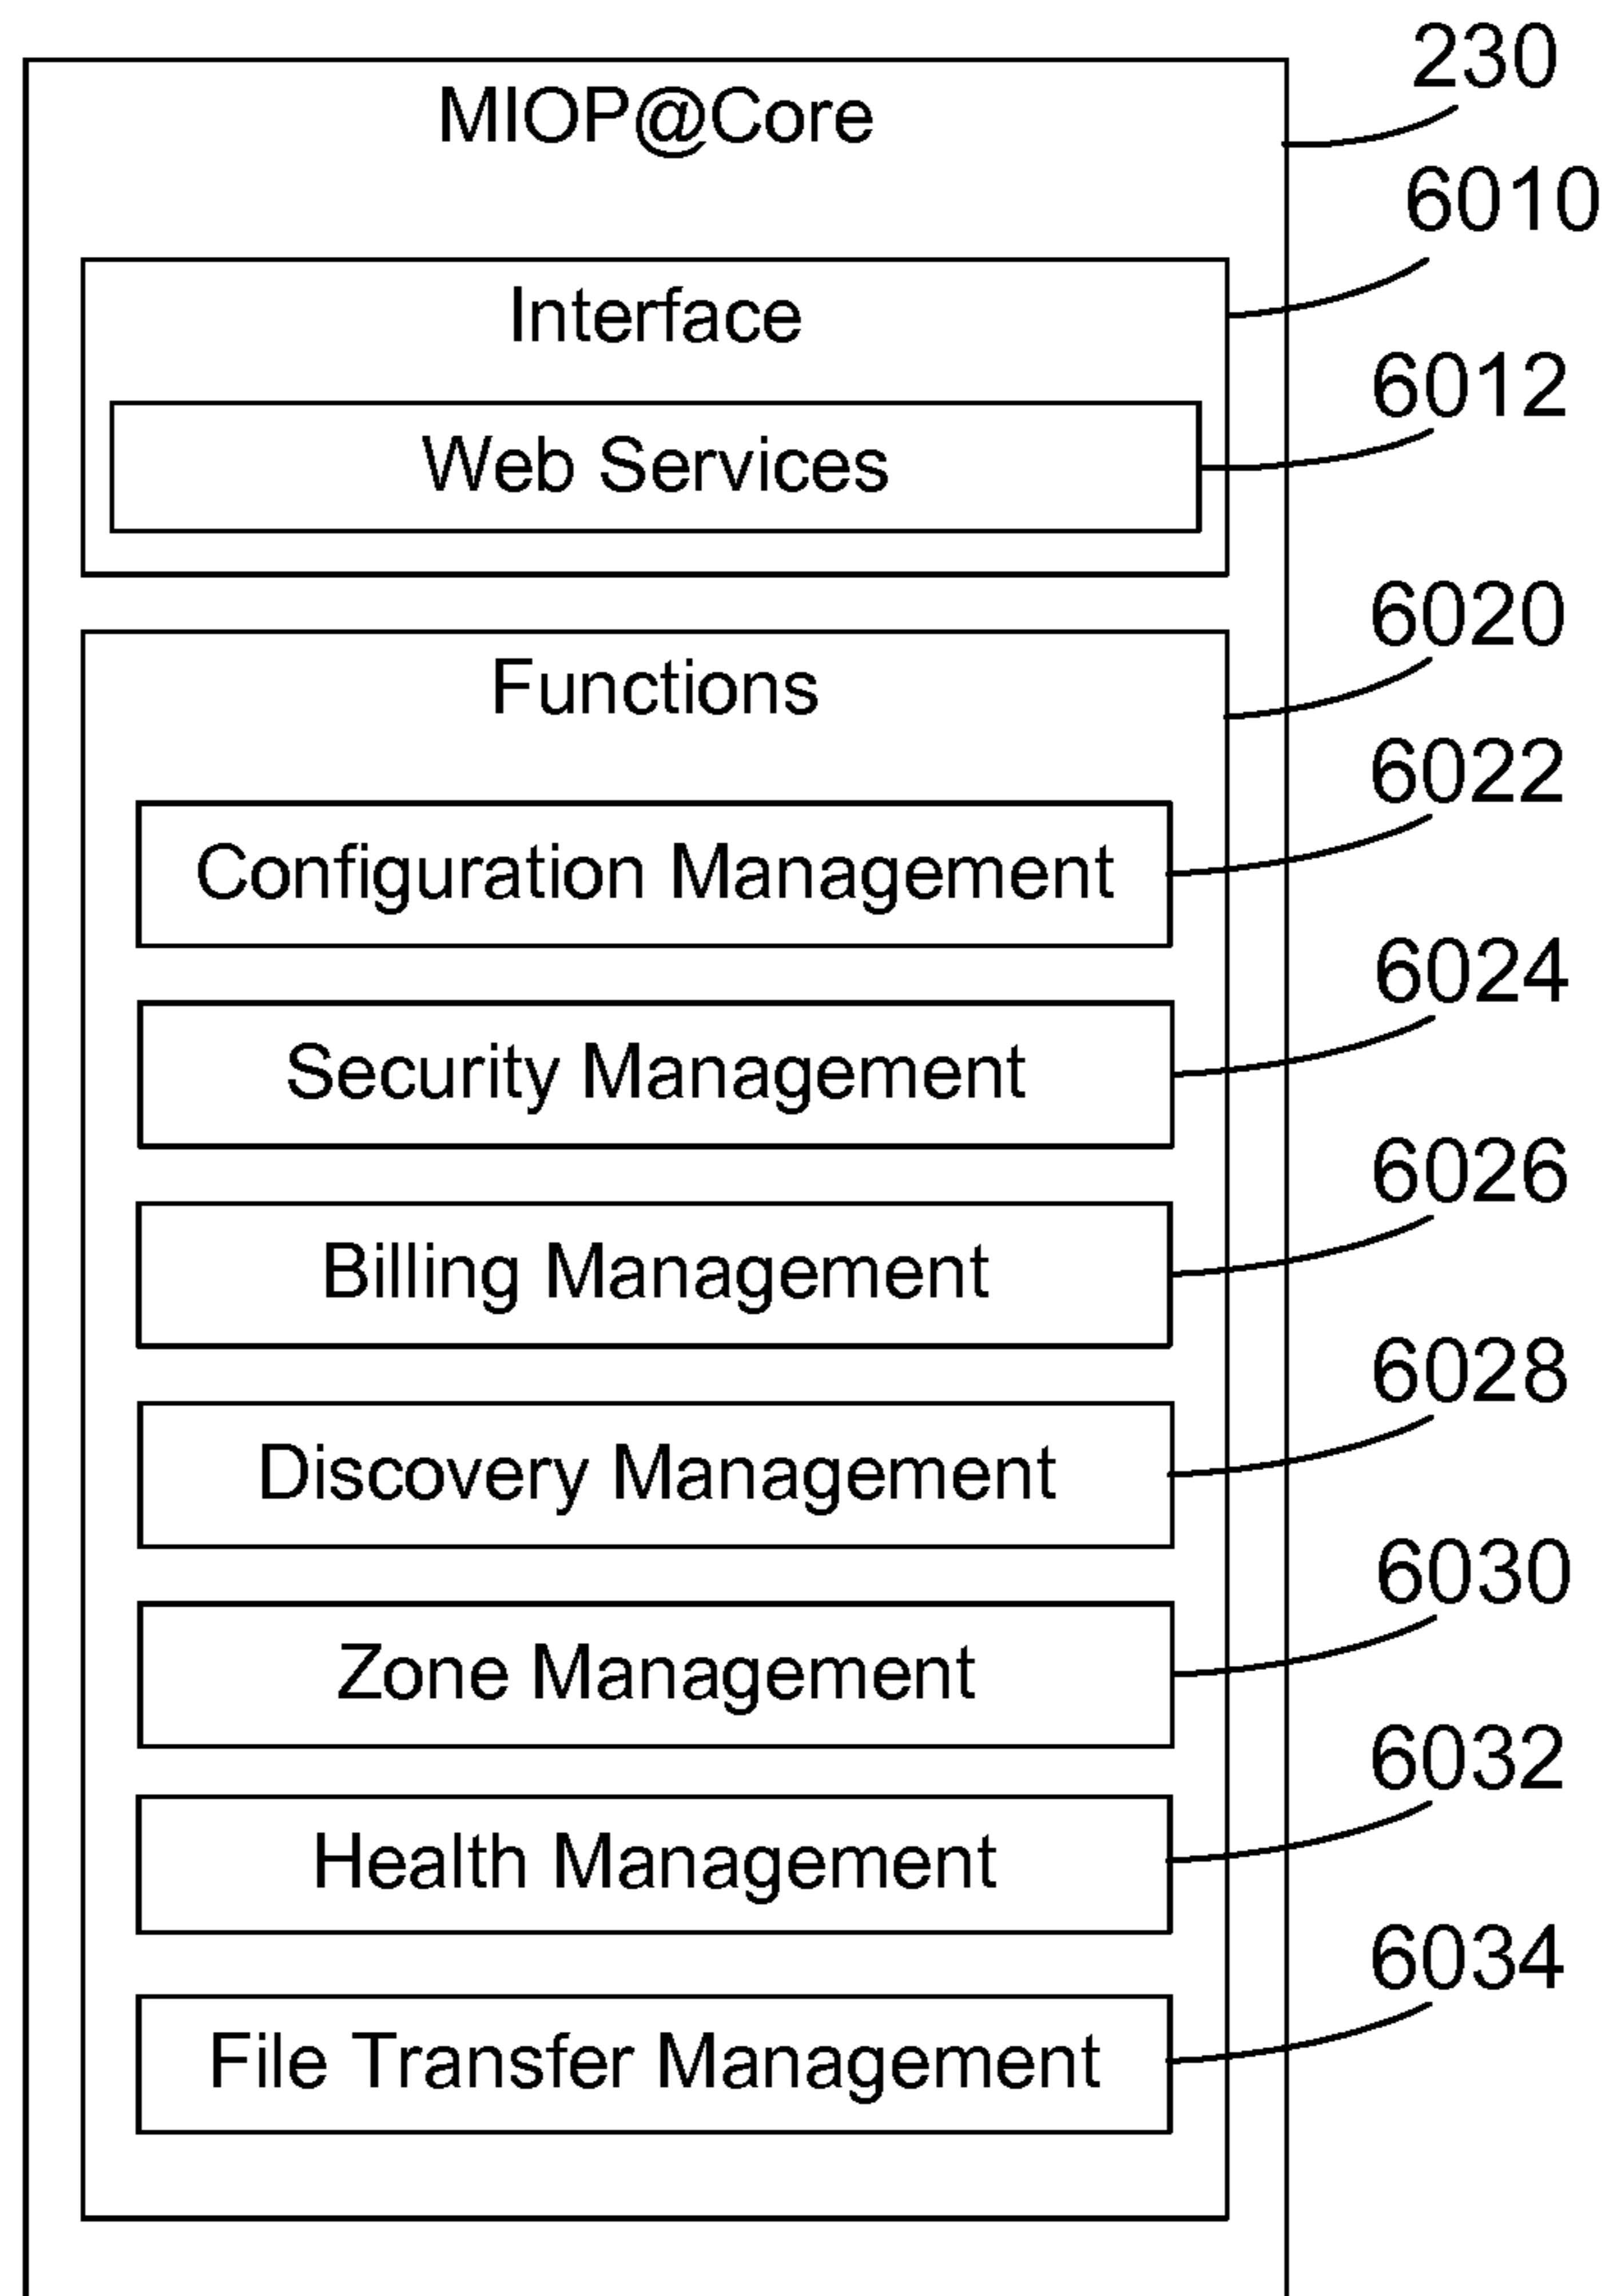 230
MIOP@Core
6010
Interface
6012
Web Services
6020
Functions
6022
Configuration Management
6024
Security Management
6026
Billing Management
6028
Discovery Management
6030
Zone Management
6032
Health Management
6034
File Transfer Management